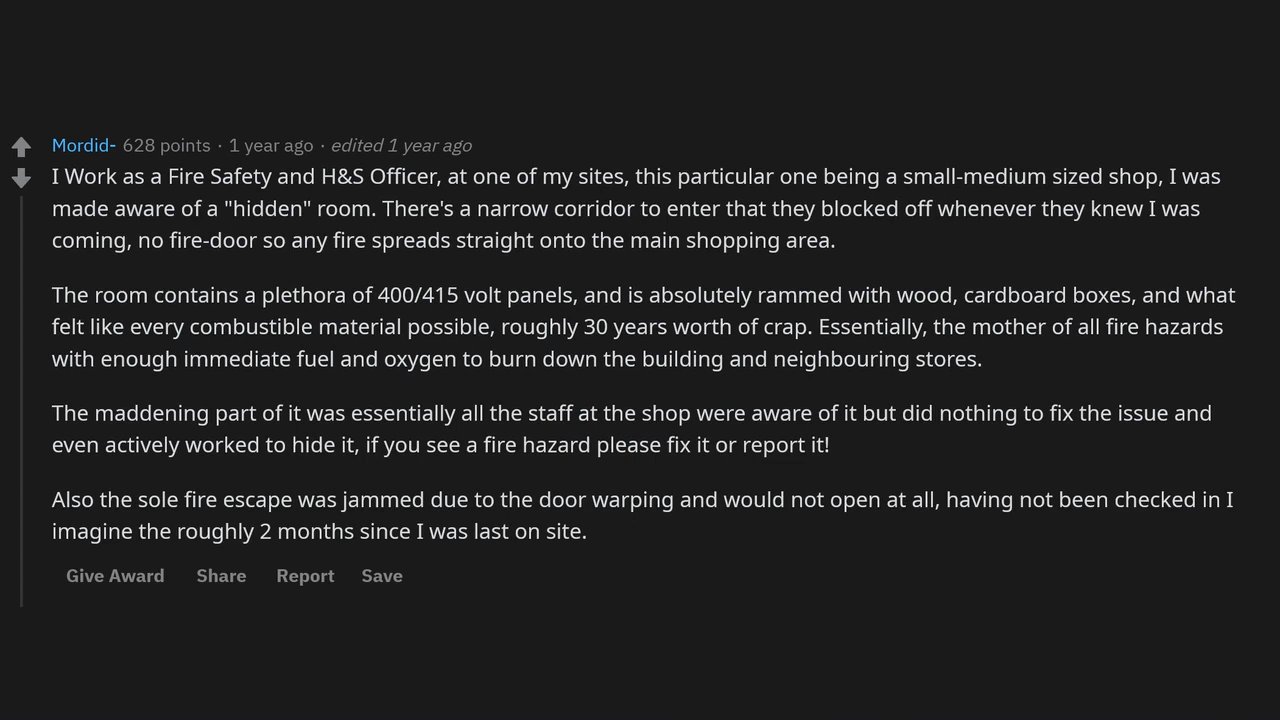 Mordid- 628 points · 1 year ago · edited 1 year ago
I Work as a Fire Safety and H&S Officer, at one of my sites, this particular one being a small-medium sized shop, I was
made aware of a "hidden" room. There's a narrow corridor to enter that they blocked off whenever they knew I was
coming, no fire-door so any fire spreads straight onto the main shopping area.
The room contains a plethora of 400/415 volt panels, and is absolutely rammed with wood, cardboard boxes, and what
felt like every combustible material possible, roughly 30 years worth of crap. Essentially, the mother of all fire hazards
with enough immediate fuel and oxygen to burn down the building and neighbouring stores.
The maddening part of it was essentially all the staff at the shop were aware of it but did nothing to fix the issue and
even actively worked to hide it, if you see a fire hazard please fix it or report it!
Also the sole fire escape was jammed due to the door warping and would not open at all, having not been checked in I
imagine the roughly 2 months since I was last on site.
Give Award Share Report Save